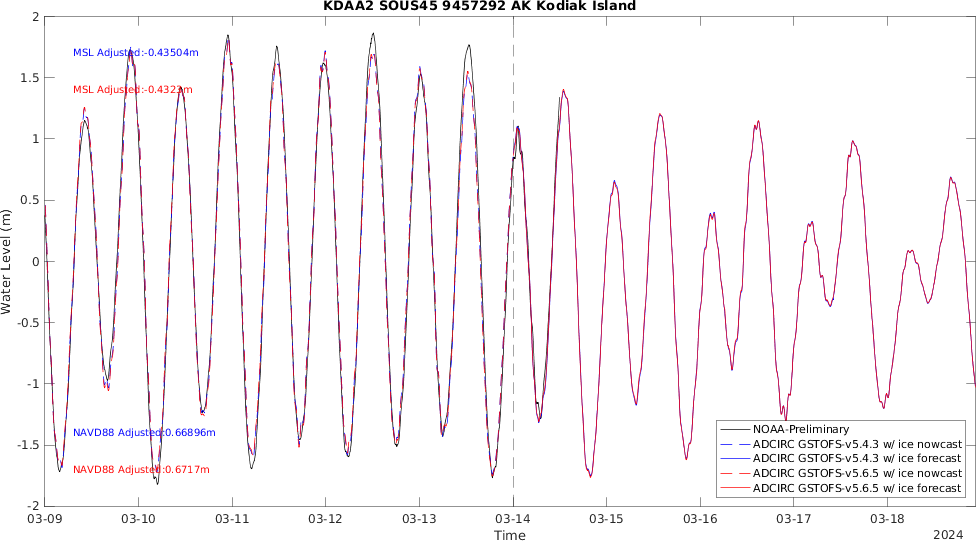 KDAA2 SOUS45 9457292 AK Kodiak Island
2
1.5
1
0.5
0
-0.5
-1
-1.5
-2
Water Level (m)
MSL Adjusted:-0.43504m
MSL Adjusted:-0.4323m
NAVD88 Adjusted:0.66896m
NAVD88 Adjusted:0.6717m
NOAA-Preliminary
ADCIRC GSTOFS-v5.4.3 w/ ice nowcast
ADCIRC GSTOFS-v5.4.3 w/ ice forecast
ADCIRC GSTOFS-v5.6.5 w/ ice nowcast
ADCIRC GSTOFS-v5.6.5 w/ ice forecast
03-09 03-10 03-11 03-12 03-13 03-14 03-15 03-16 03-17 03-18
Time
2024